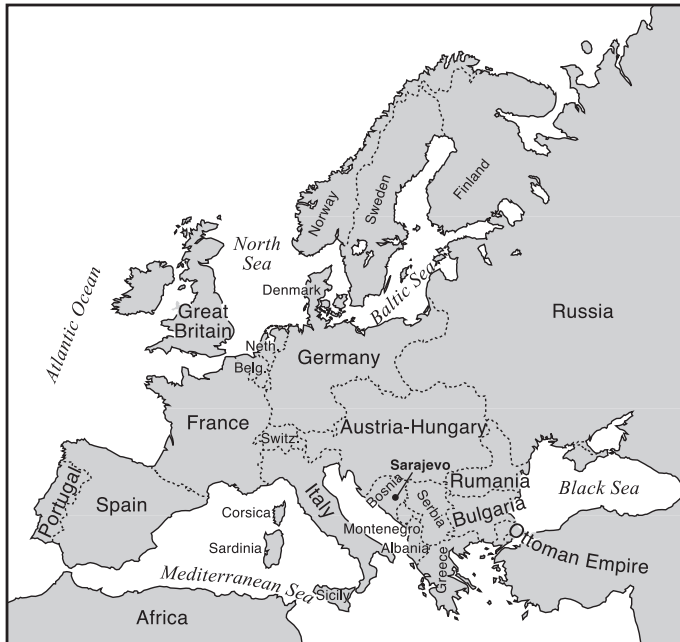 Norway
Sweden
Finland
North
Sea
Baltic Sea
Atlantic Ocean
Denmark
Great
Britain
Russia
Neth.
Belg.
Germany
France
Switz.
Austria-Hungary
Sarajevo
Bosnia
Rumania
Serbia
Black Sea
Portugal
Spain
Italy
Corsica
Bulgaria
Montenegro
Albania
Sardinia
Ottoman Empire
Greece
Mediterranean Sea
Sicily
Africa